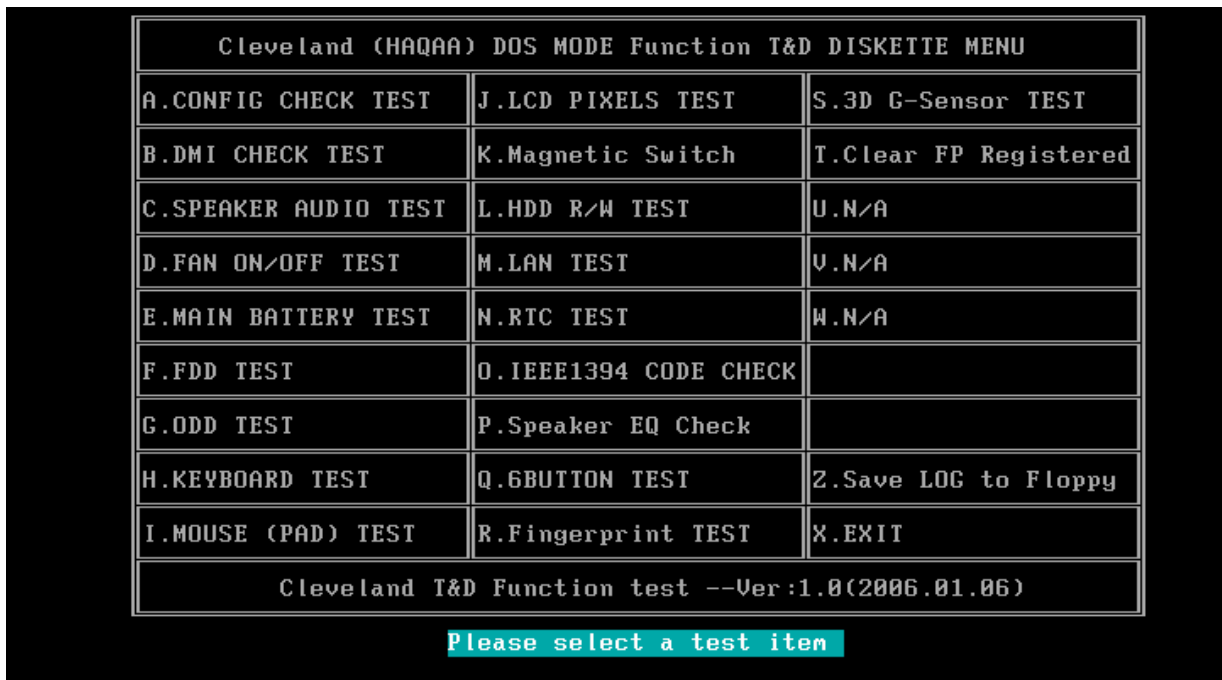 Cleveland (HAQAA) DOS MODE Function T&D DISKETTE MENU
A.CONFIG CHECK TEST J.LCD PIXELS TEST S.3D G-Sensor TEST
B.DMI CHECK TEST K.Magnetic Switch T.Clear FP Registered
C.SPEAKER AUDIO TEST L.HDD R/W TEST U.N/A
D.FAN ON/OFF TEST M.LAN TEST V.N/A
E.MAIN BATTERY TEST N.RTC TEST W.N/A
F.FDD TEST O.IEEE1394 CODE CHECK
G.ODD TEST P.Speaker EQ Check
H.KEYBOARD TEST Q.6BUTTON TEST Z.Save LOG to Floppy
I.MOUSE (PAD) TEST R.Fingerprint TEST X.EXIT
Cleveland T&D Function test --Ver:1.0(2006.01.06)
Please select a test item